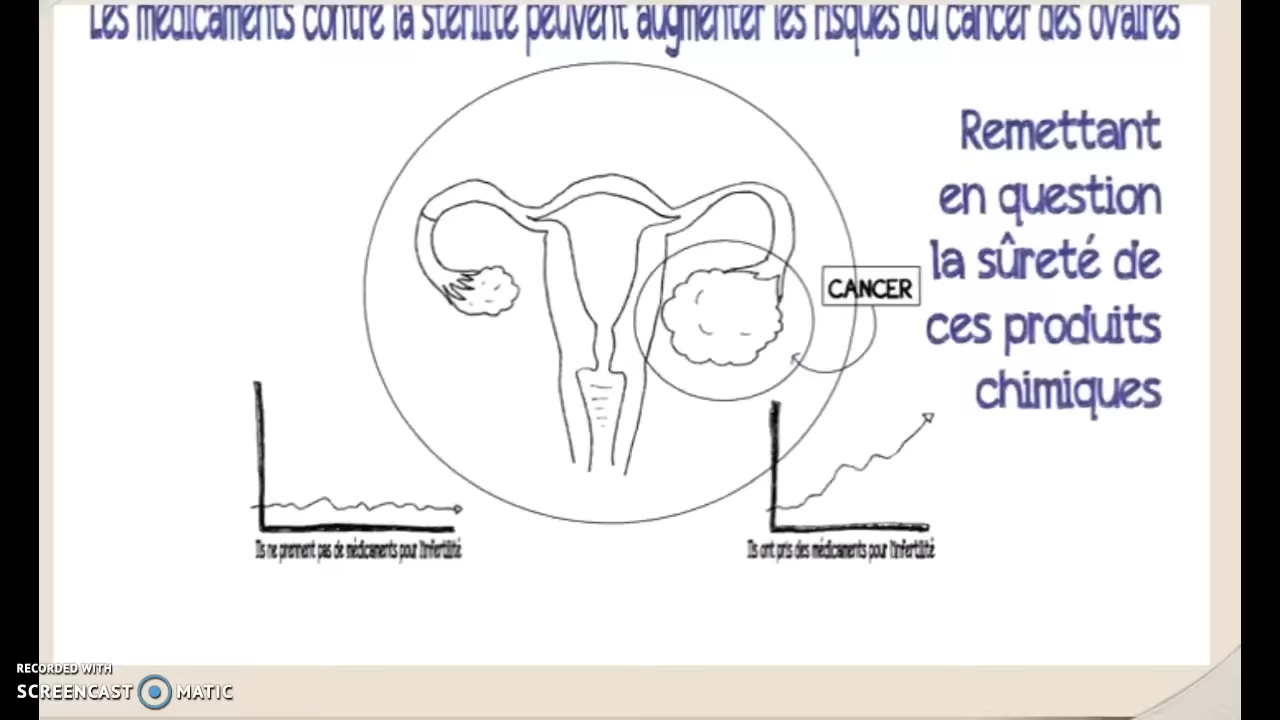 Les médicaments contre la stérilité peuvent augmenter les risques du cancer des ovaires
Remettant
en question
la sûreté de
ces produits
chimiques
CANCER
Ils ne prennent pas de médicaments pour l'infertilité
Ils ont pris des médicaments pour l'infertilité
RECORDED WITH
SCREENCAST MATIC